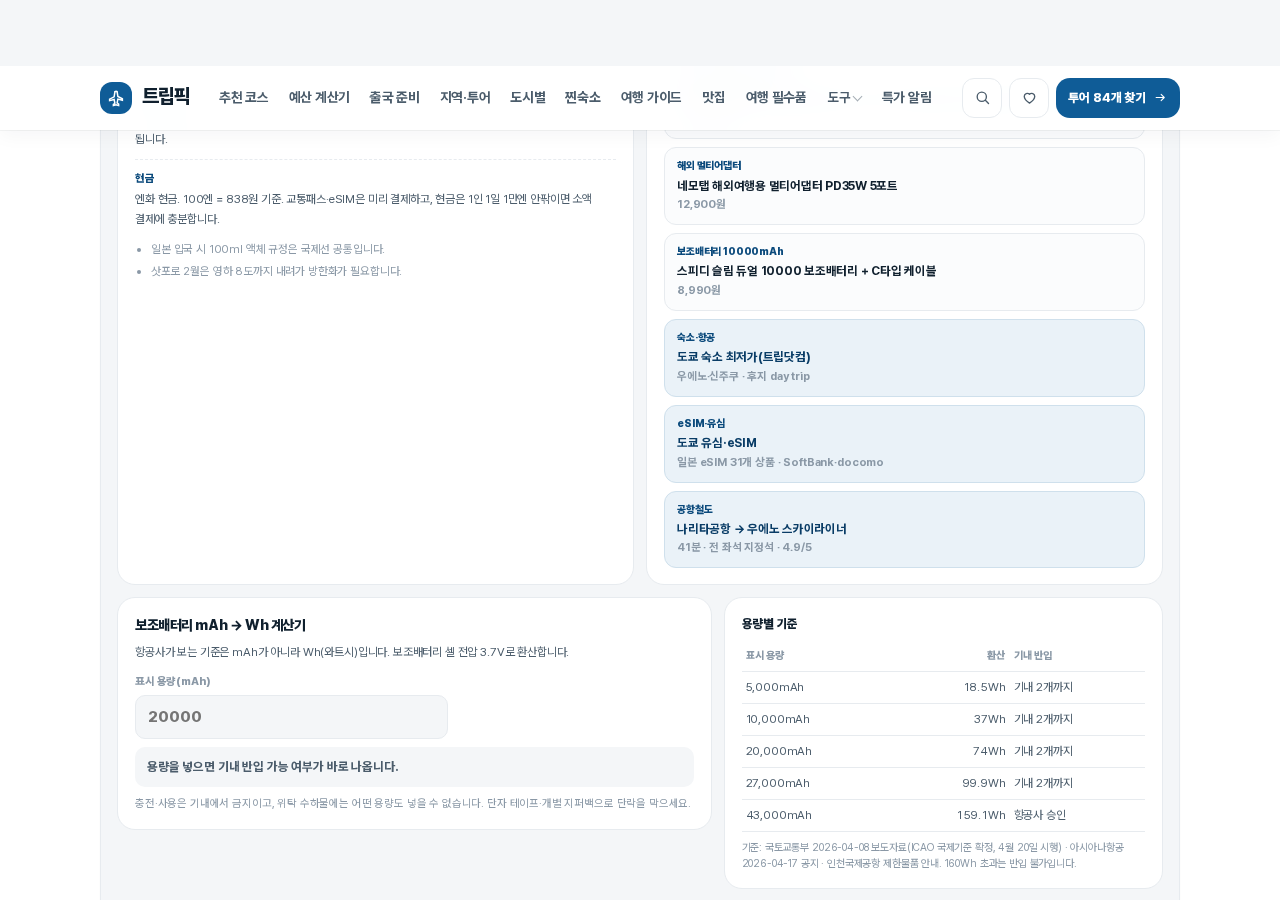 트립픽
추천 코스
예산 계산기
출국 준비
지역·투어
도시별
찐숙소
여행 가이드
맛집
여행 필수품
도구
특가 알림
투어 84개 찾기 →
됩니다.
현금
엔화 현금. 100엔 = 838원 기준. 교통패스·eSIM은 미리 결제하고, 현금은 1인 1일 1만엔 안팎이면 소액
결제에 충분합니다.
• 일본 입국 시 100ml 액체 규정은 국제선 공통입니다.
• 삿포로 2월은 영하 8도까지 내려가 방한화가 필요합니다.
해외 멀티어댑터
네모탭 해외여행용 멀티어댑터 PD35W 5포트
12,900원
보조배터리 10000mAh
스피디 슬림 듀얼 10000 보조배터리 + C타입 케이블
8,990원
숙소·항공
도쿄 숙소 최저가(트립닷컴)
우에노·신주쿠 · 후지 daytrip
eSIM·유심
도쿄 유심·eSIM
일본 eSIM 31개 상품 · SoftBank·docomo
공항철도
나리타공항 → 우에노 스카이라이너
41분 · 전 좌석 지정석 · 4.9/5
보조배터리 mAh → Wh 계산기
항공사가 보는 기준은 mAh가 아니라 Wh(와트시)입니다. 보조배터리 셀 전압 3.7V로 환산합니다.
표시 용량(mAh)
20000
용량을 넣으면 기내 반입 가능 여부가 바로 나옵니다.
충전·사용은 기내에서 금지이고, 위탁 수하물에는 어떤 용량도 넣을 수 없습니다. 단자 테이프·개별 지퍼백으로 단락을 막으세요.
용량별 기준
표시 용량 환산 기내 반입
5,000mAh 18.5Wh 기내 2개까지
10,000mAh 37Wh 기내 2개까지
20,000mAh 74Wh 기내 2개까지
27,000mAh 99.9Wh 기내 2개까지
43,000mAh 159.1Wh 항공사 승인
기준: 국토교통부 2026-04-08 보도자료(ICAO 국제기준 확정, 4월 20일 시행) · 아시아나항공
2026-04-17 공지 · 인천국제공항 제한물품 안내. 160Wh 초과는 반입 불가입니다.